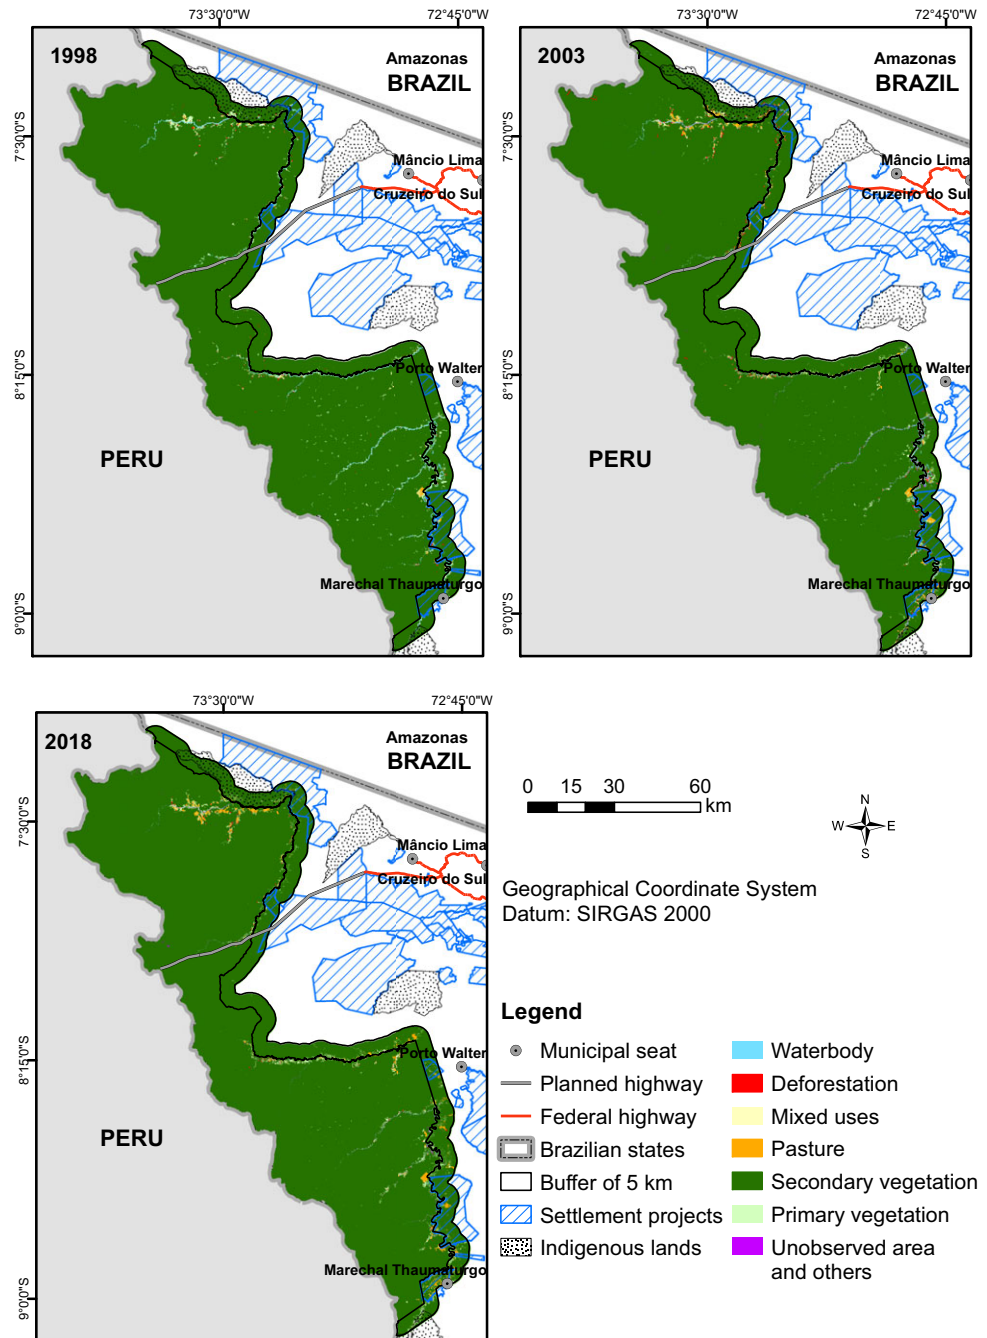 73°30'0"W 72°45'0"W
1998
Amazonas
BRAZIL
7°30'0"S
Mâncio Lima
Cruzeiro do Sul
8°15'0"S
Porto Walter
PERU
Marechal Thaumaturgo
9°0'0"S
73°30'0"W 72°45'0"W
2003
Amazonas
BRAZIL
7°30'0"S
Mâncio Lima
Cruzeiro do Sul
8°15'0"S
Porto Walter
PERU
Marechal Thaumaturgo
9°0'0"S
73°30'0"W 72°45'0"W
2018
Amazonas
BRAZIL
7°30'0"S
Mâncio Lima
Cruzeiro do Sul
8°15'0"S
Porto Walter
PERU
Marechal Thaumaturgo
9°0'0"S
0 15 30 60
km
N
W E
S
Geographical Coordinate System
Datum: SIRGAS 2000
Legend
Municipal seat
Planned highway
Federal highway
Brazilian states
Buffer of 5 km
Settlement projects
Indigenous lands
Waterbody
Deforestation
Mixed uses
Pasture
Secondary vegetation
Primary vegetation
Unobserved area
and others